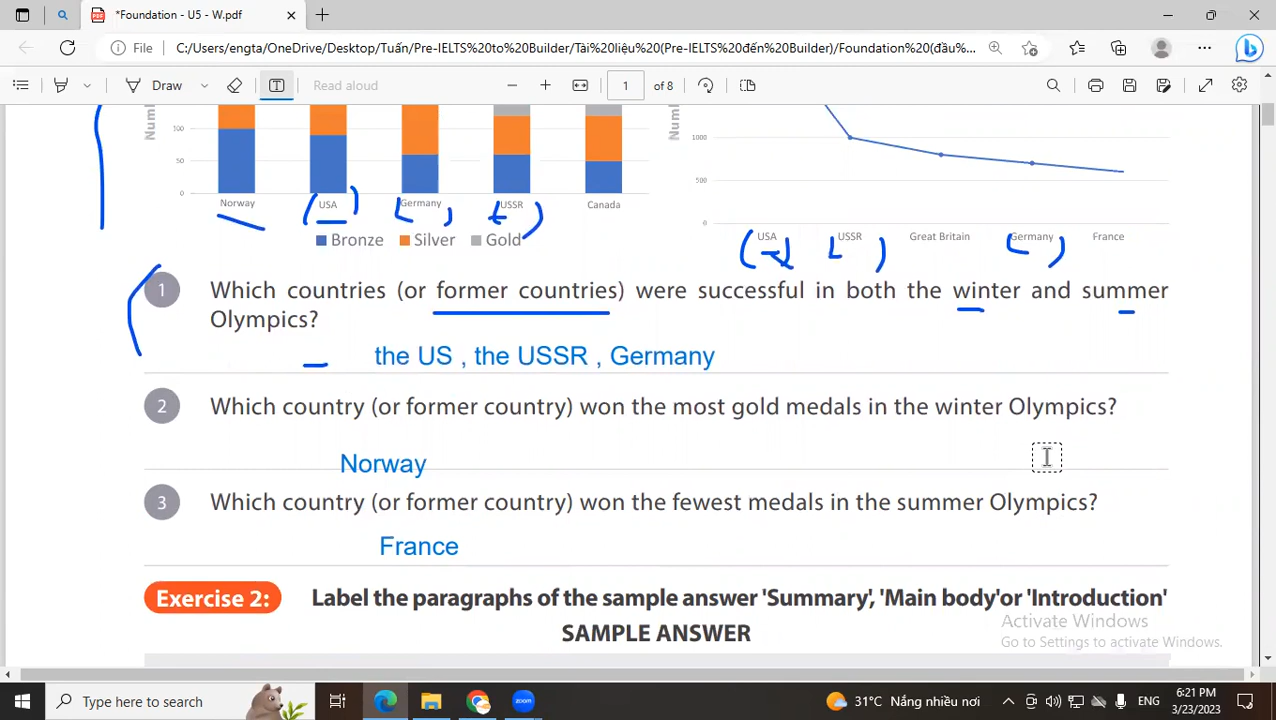 *Foundation - U5 - W.pdf
File
C:/Users/engta/OneDrive/Desktop/Tuấn/Pre-IELTS%20to%20Builder/Tài%20liệu%20(Pre-IELTS%20đến%20Builder)/Foundation%20(đầu%...
Draw
Read aloud
1
of 8
100
50
0
Norway
USA
Germany
USSR
Canada
Bronze
Silver
Gold
1000
500
0
USA
USSR
Great Britain
Germany
France
1
Which countries (or former countries) were successful in both the winter and summer
Olympics?
the US , the USSR , Germany
2
Which country (or former country) won the most gold medals in the winter Olympics?
Norway
3
Which country (or former country) won the fewest medals in the summer Olympics?
France
Exercise 2:
Label the paragraphs of the sample answer 'Summary', 'Main body'or 'Introduction'
SAMPLE ANSWER
Activate Windows
Go to Settings to activate Windows.
Type here to search
zoom
31°C Nắng nhiều nơi
ENG
6:21 PM
3/23/2023